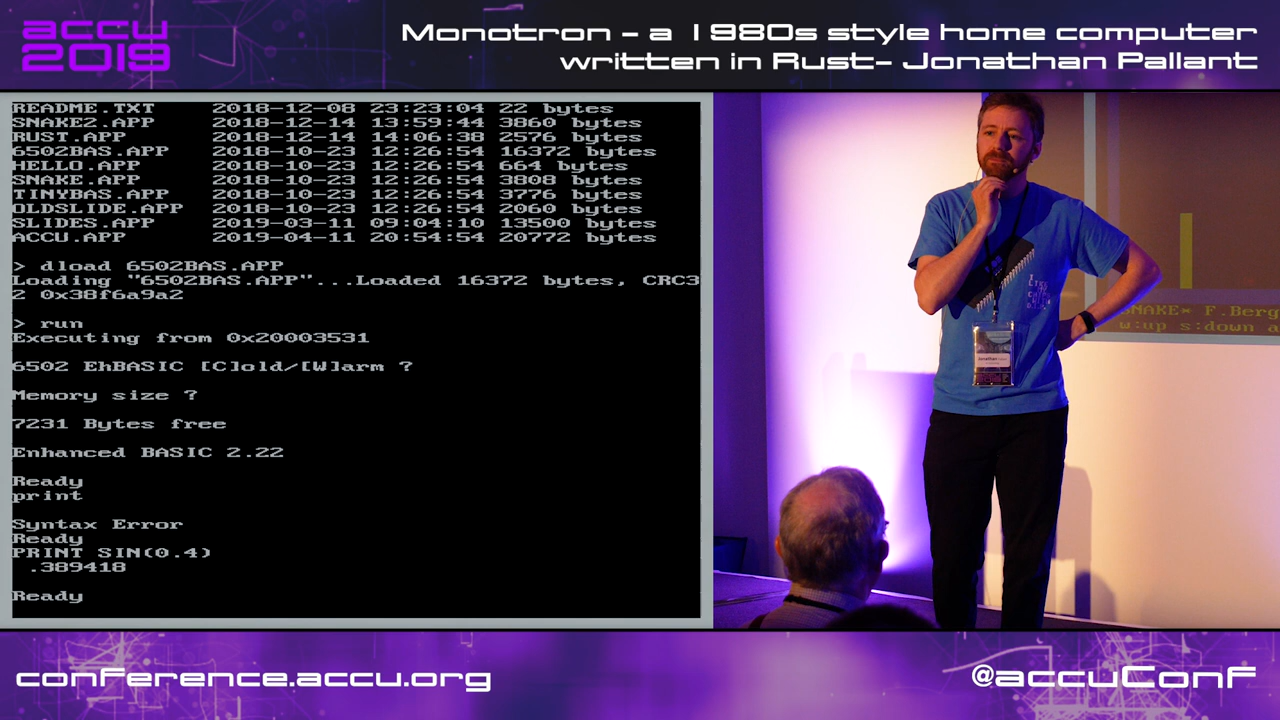 accu
2019
Monotron - a 1980s style home computer
written in Rust- Jonathan Pallant
README.TXT 2018-12-08 23:23:04 22 bytes
SNAKE2.APP 2018-12-14 13:59:44 3860 bytes
RUST.APP 2018-12-14 14:06:38 2576 bytes
6502BAS.APP 2018-10-23 12:26:54 16372 bytes
HELLO.APP 2018-10-23 12:26:54 664 bytes
SNAKE.APP 2018-10-23 12:26:54 3808 bytes
TINYBAS.APP 2018-10-23 12:26:54 3776 bytes
OLDSLIDE.APP 2018-10-23 12:26:54 2060 bytes
SLIDES.APP 2019-03-11 09:04:10 13500 bytes
ACCU.APP 2019-04-11 20:54:54 20772 bytes
> dload 6502BAS.APP
Loading "6502BAS.APP"...Loaded 16372 bytes, CRC3
2 0x38f6a9a2
> run
Executing from 0x20003531
6502 EhBASIC [C]old/[W]arm ?
Memory size ?
7231 Bytes free
Enhanced BASIC 2.22
Ready
print
Syntax Error
Ready
PRINT SIN(0.4)
.389418
Ready
SNAKE* F.Berg
w:up s:down a
Jonathan
conference.accu.org
@accuConf